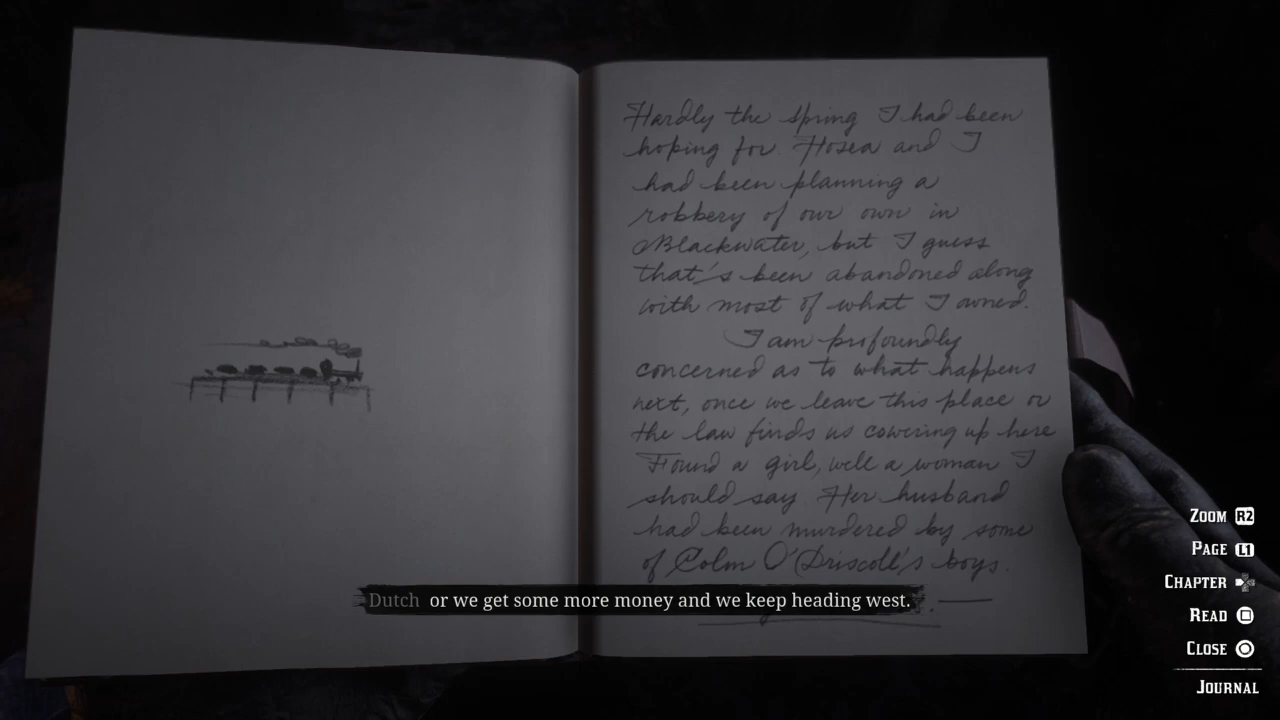 Hardly the spring I had been
hoping for. Hosea and I
had been planning a
robbery of our own in
Blackwater, but I guess
that's been abandoned along
with most of what I owned.
I am profoundly
concerned as to what happens
next, once we leave this place or
the law finds us cowering up here
Found a girl, well a woman I
should say. Her husband
had been murdered by some
of Colm O'Driscoll's boys.
Dutch or we get some more money and we keep heading west.
ZOOM R2
PAGE L1
CHAPTER
READ
CLOSE
JOURNAL